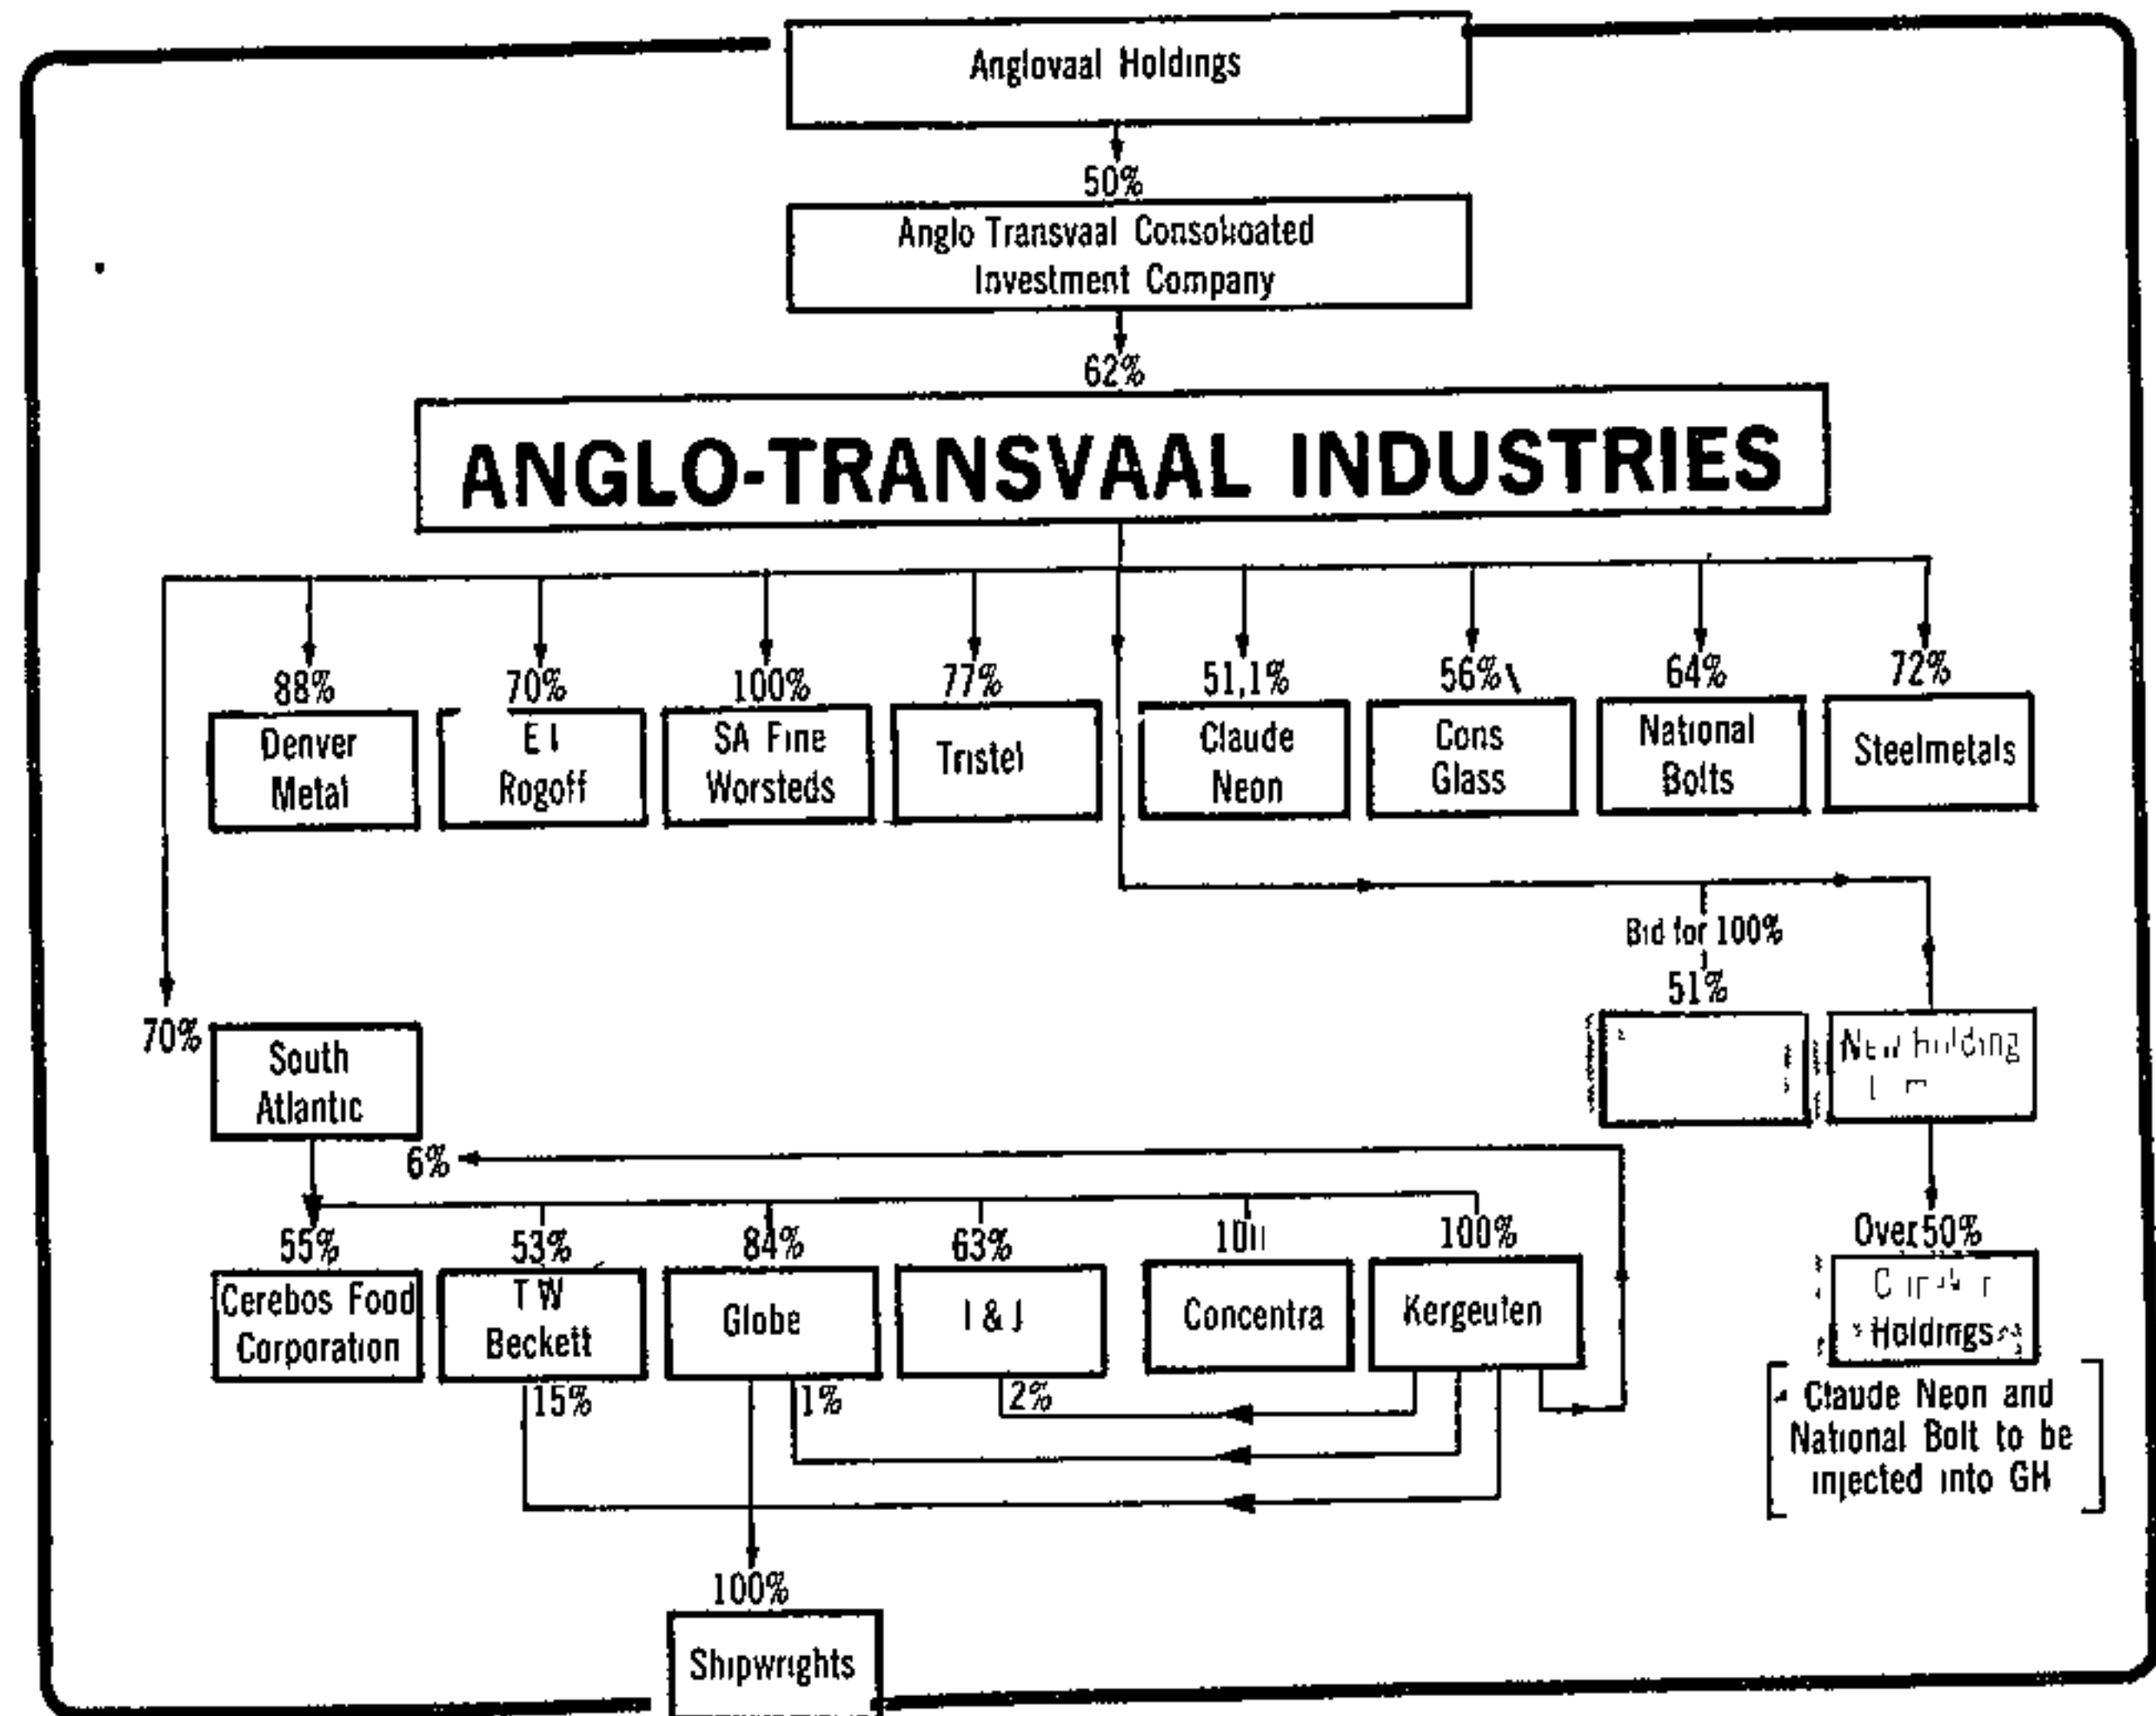 Anglovaal Holdings
50%
Anglo Transvaal Consolidated
Investment Company
62%
ANGLO-TRANSVAAL INDUSTRIES
88%
70%
100%
77%
51,1%
56%
64%
72%
Denver
Metal
E
Rogoff
SA Fine
Worsteds
Tristel
Claude
Neon
Cons
Glass
National
Bolts
Steelmetals
Bid for 100%
51%
70%
South
Atlantic
New holding
6%
55%
53%
84%
63%
100%
Over 50%
Cerebos Food
Corporation
T W
Beckett
Globe
I & J
Concentra
Kergeulen
Holdings
15%
1%
2%
Claude Neon and
National Bolt to be
injected into GH
100%
Shipwrights